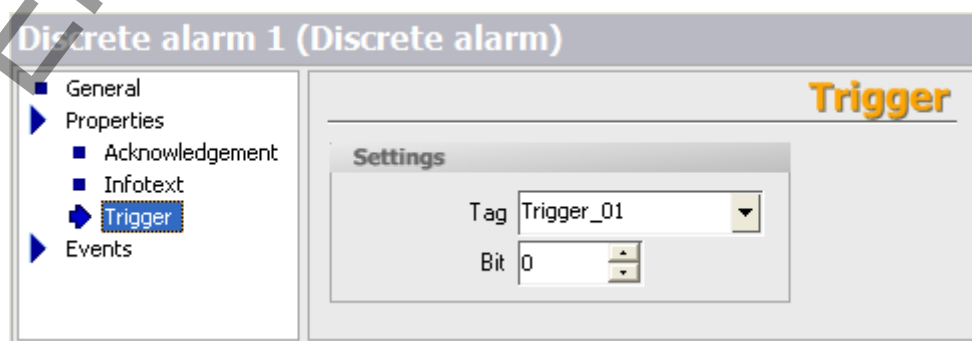 Discrete alarm 1 (Discrete alarm)
General
Properties
Acknowledgement
Infotext
Trigger
Events
Trigger
Settings
Tag Trigger_01
Bit 0